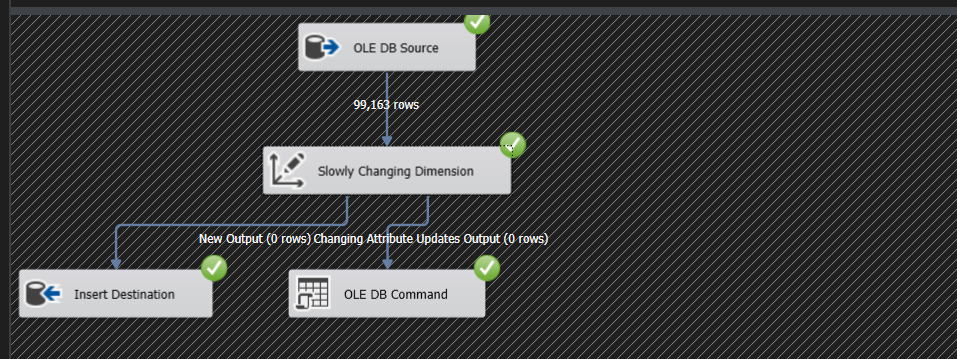 OLE DB Source
99,163 rows
Slowly Changing Dimension
New Output (0 rows) Changing Attribute Updates Output (0 rows)
Insert Destination
OLE DB Command